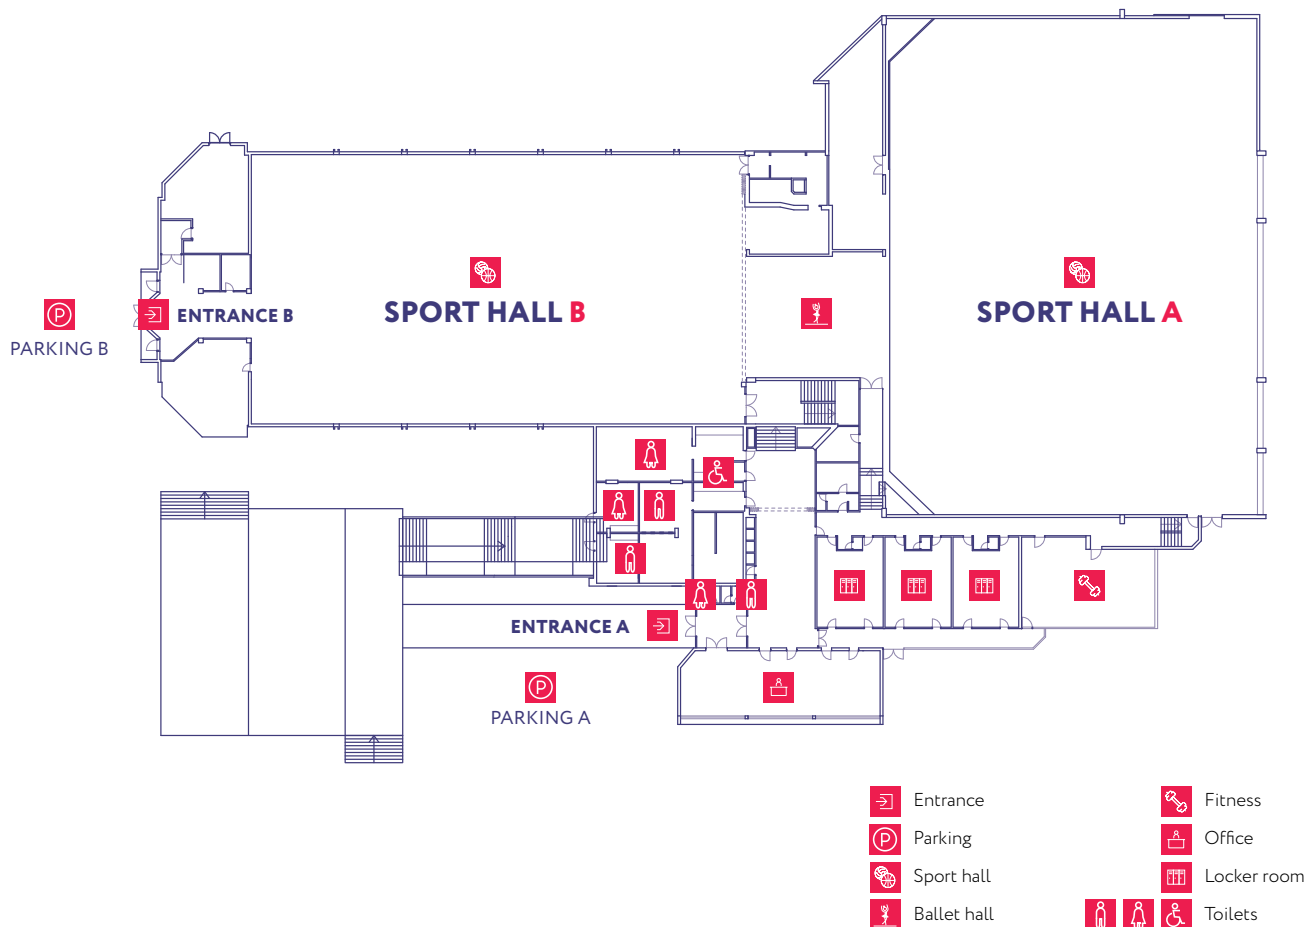 SPORT HALL B
SPORT HALL A
ENTRANCE B
PARKING B
ENTRANCE A
PARKING A
Entrance
Parking
Sport hall
Ballet hall
Fitness
Office
Locker room
Toilets